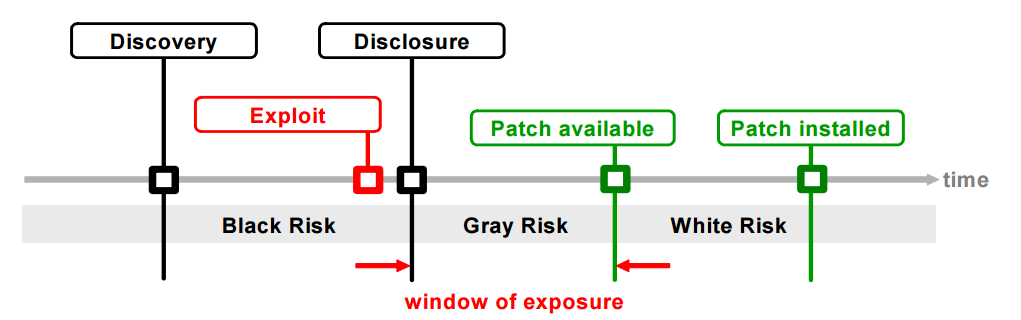 Discovery
Disclosure
Exploit
Patch available
Patch installed
time
Black Risk
Gray Risk
White Risk
window of exposure